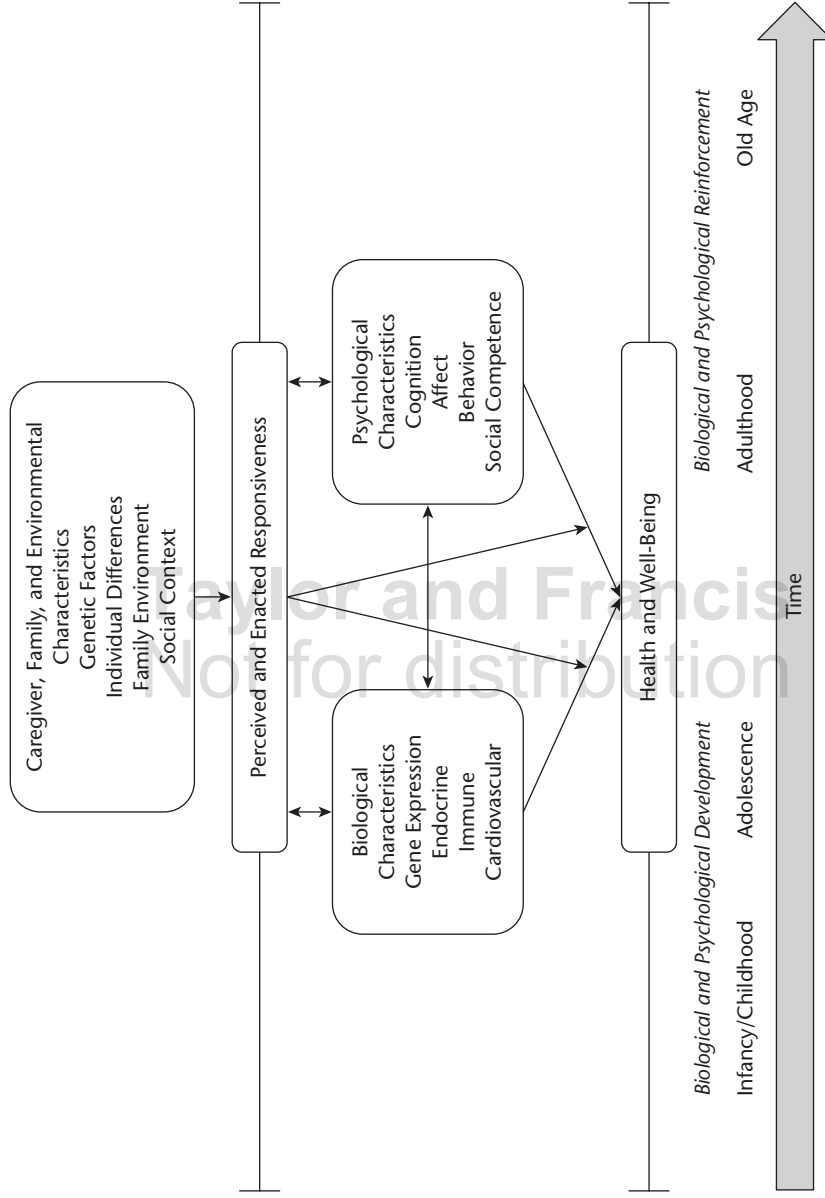 Caregiver, Family, and Environmental
Characteristics
Genetic Factors
Individual Differences
Family Environment
Social Context
Perceived and Enacted Responsiveness
Biological
Characteristics
Gene Expression
Endocrine
Immune
Cardiovascular
Psychological
Characteristics
Cognition
Affect
Behavior
Social Competence
Taylor and Francis
Not for distribution
Health and Well-Being
Biological and Psychological Development
Biological and Psychological Reinforcement
Infancy/Childhood
Adolescence
Adulthood
Old Age
Time